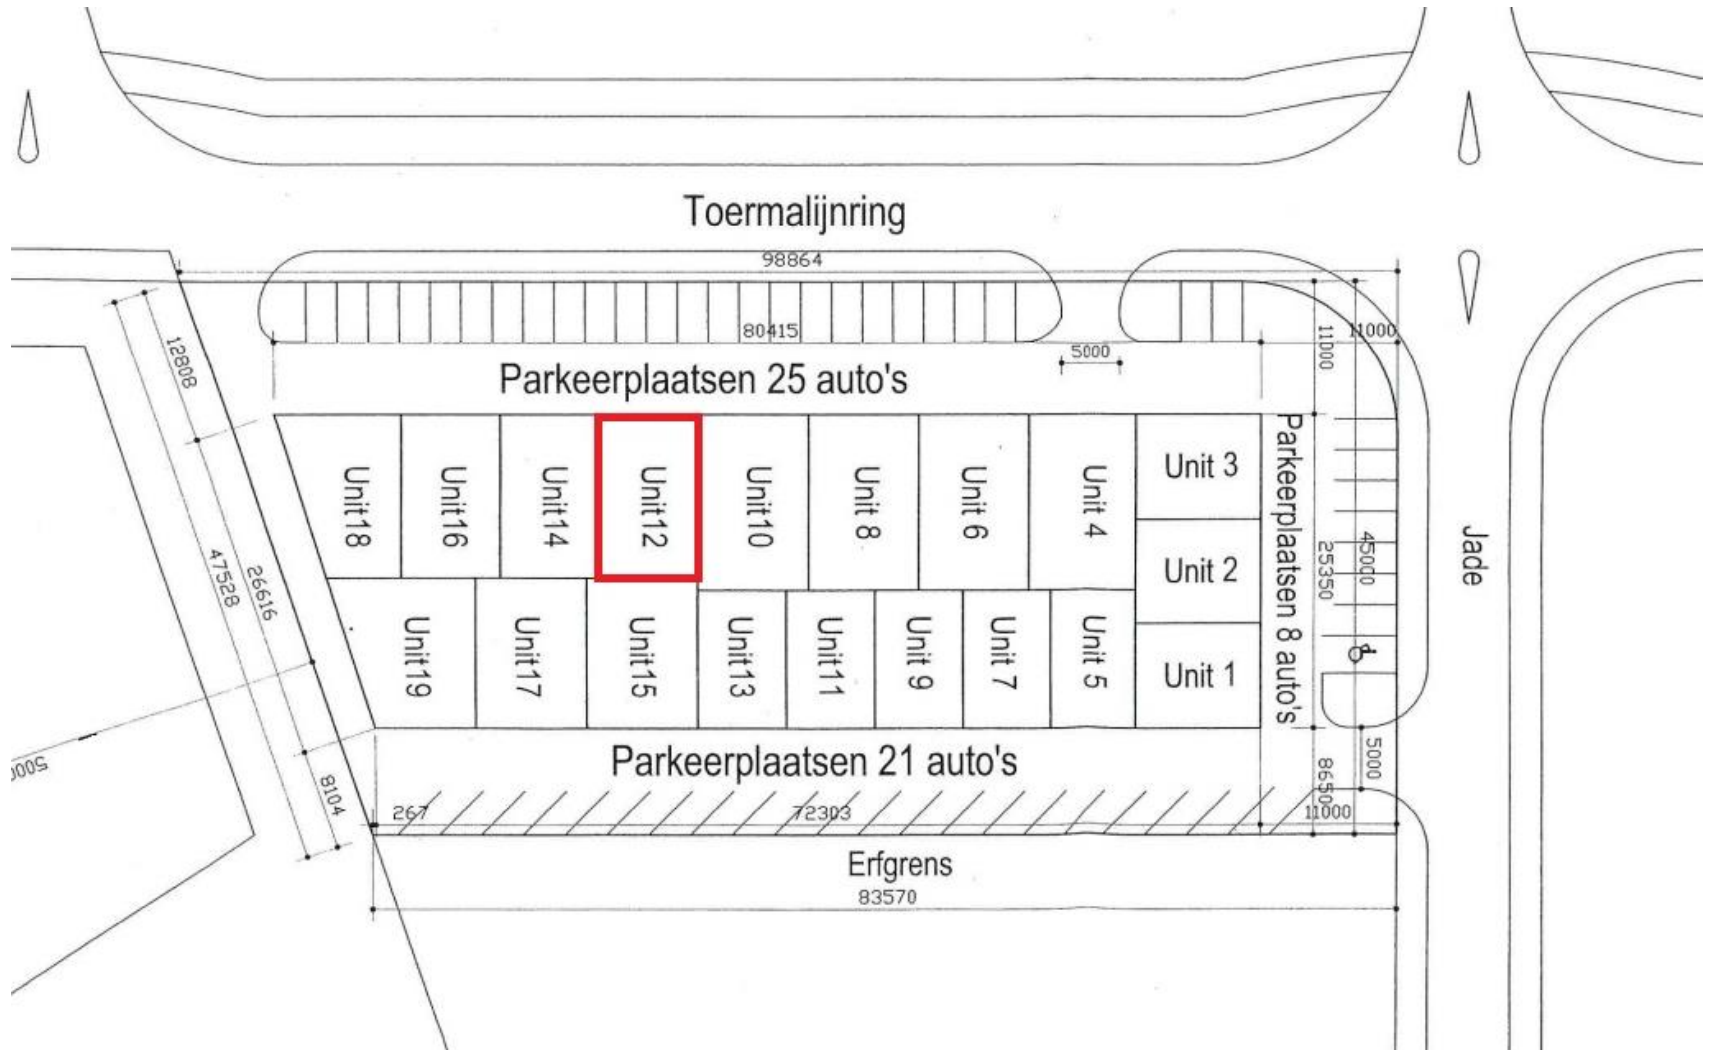 Toermalijnring
98864
80415
5000
11000
11000
12808
Parkeerplaatsen 25 auto's
Unit18
Unit16
Unit14
Unit12
Unit10
Unit 8
Unit 6
Unit 4
Unit 3
Unit 2
Unit 1
Parkeerplaatsen 8 auto's
25350
45000
Jade
47528
26616
Unit19
Unit17
Unit15
Unit13
Unit11
Unit 9
Unit 7
Unit 5
Parkeerplaatsen 21 auto's
5000
8650
8104
267
72303
11000
Erfgrens
83570